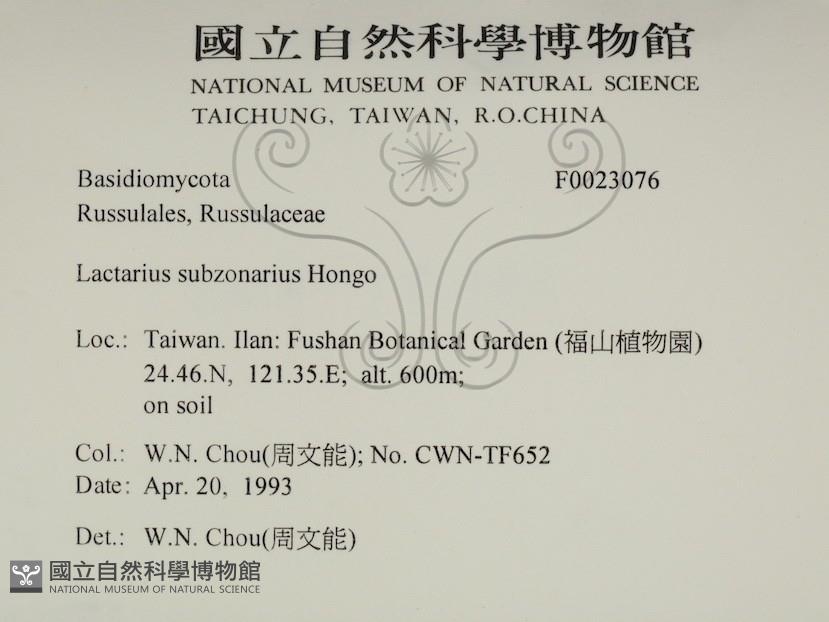 國立自然科學博物館
NATIONAL MUSEUM OF NATURAL SCIENCE
TAICHUNG, TAIWAN, R.O.CHINA
Basidiomycota F0023076
Russulales, Russulaceae
Lactarius subzonarius Hongo
Loc.: Taiwan. Ilan: Fushan Botanical Garden (福山植物園)
24.46.N, 121.35.E; alt. 600m;
on soil
Col.: W.N. Chou(周文能); No. CWN-TF652
Date: Apr. 20, 1993
Det.: W.N. Chou(周文能)
國立自然科學博物館
NATIONAL MUSEUM OF NATURAL SCIENCE